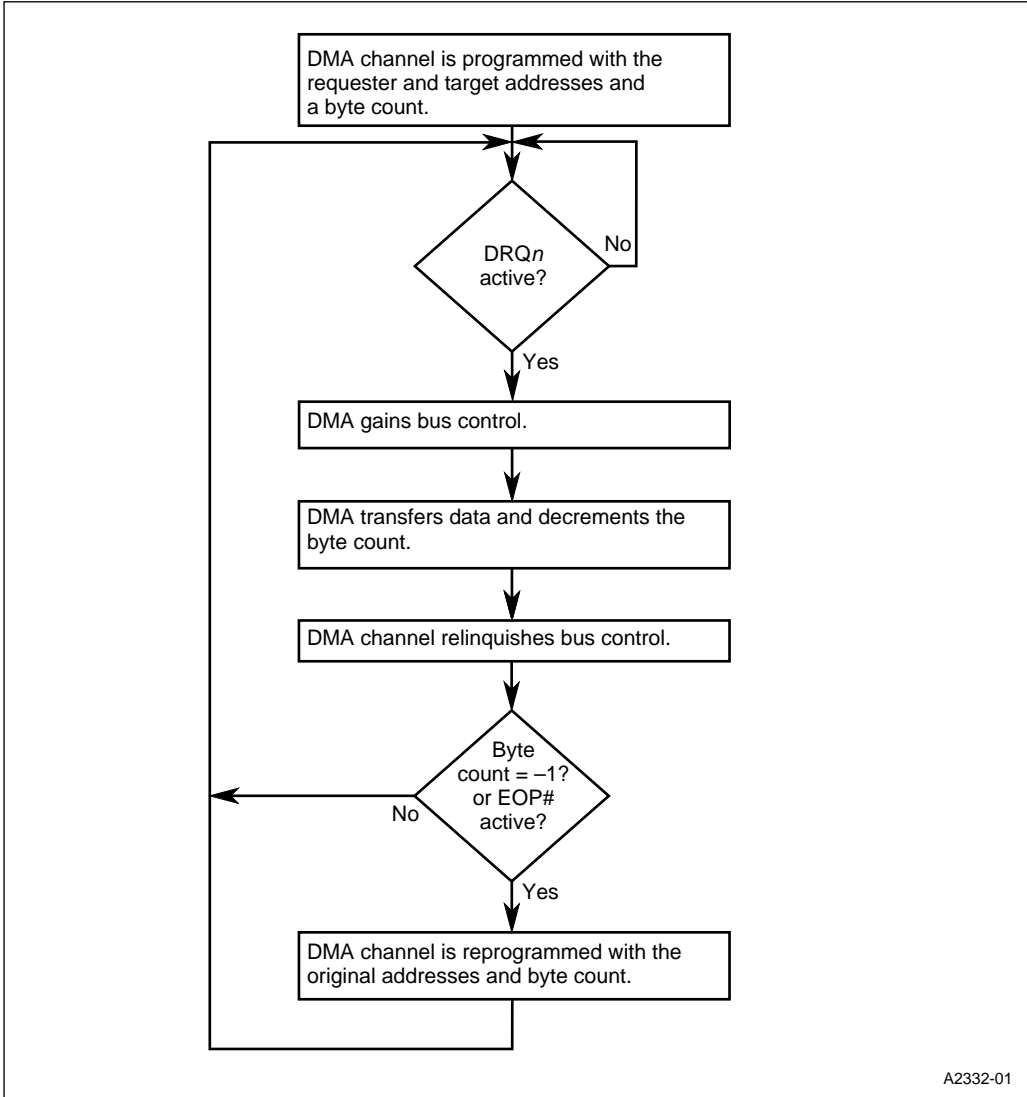 DMA channel is programmed with the
requester and target addresses and
a byte count.
DRQn
active?
No
Yes
DMA gains bus control.
DMA transfers data and decrements the
byte count.
DMA channel relinquishes bus control.
Byte
count = –1?
or EOP#
active?
No
Yes
DMA channel is reprogrammed with the
original addresses and byte count.
A2332-01